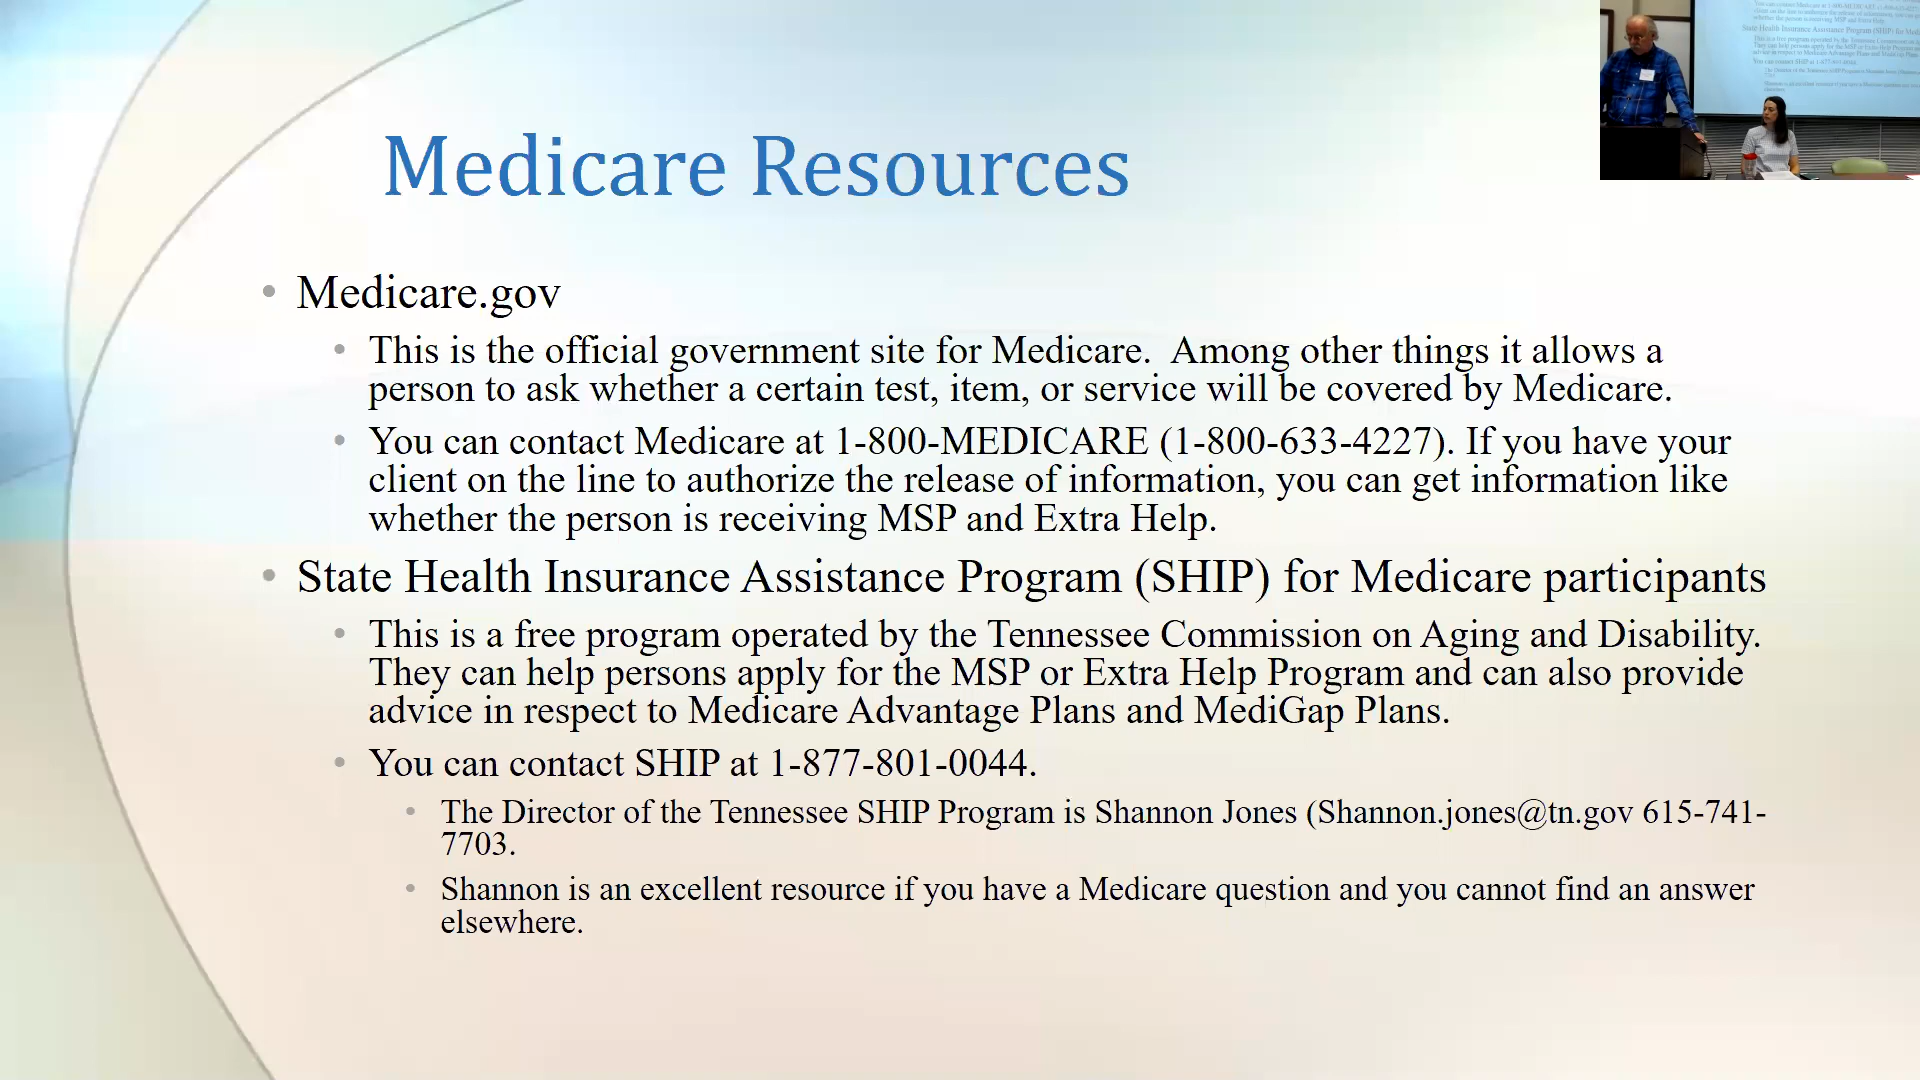 Medicare Resources
• Medicare.gov
• This is the official government site for Medicare.  Among other things it allows a
person to ask whether a certain test, item, or service will be covered by Medicare.
• You can contact Medicare at 1-800-MEDICARE (1-800-633-4227). If you have your
client on the line to authorize the release of information, you can get information like
whether the person is receiving MSP and Extra Help.
• State Health Insurance Assistance Program (SHIP) for Medicare participants
• This is a free program operated by the Tennessee Commission on Aging and Disability.
They can help persons apply for the MSP or Extra Help Program and can also provide
advice in respect to Medicare Advantage Plans and MediGap Plans.
• You can contact SHIP at 1-877-801-0044.
• The Director of the Tennessee SHIP Program is Shannon Jones (Shannon.jones@tn.gov 615-741-
7703.
• Shannon is an excellent resource if you have a Medicare question and you cannot find an answer
elsewhere.